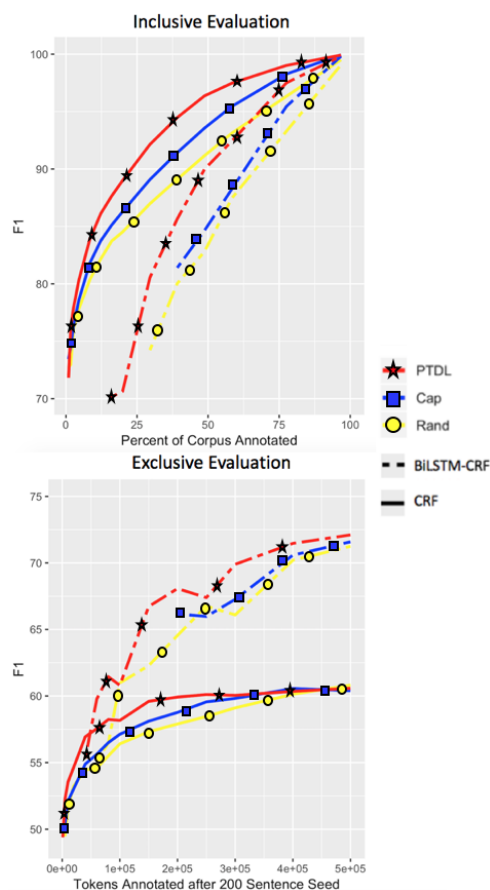 Inclusive Evaluation
100
90
80
70
F1
0 25 50 75 100
Percent of Corpus Annotated
PTDL
Cap
Rand
BiLSTM-CRF
CRF
Exclusive Evaluation
75
70
65
60
55
50
F1
0e+00 1e+05 2e+05 3e+05 4e+05 5e+05
Tokens Annotated after 200 Sentence Seed